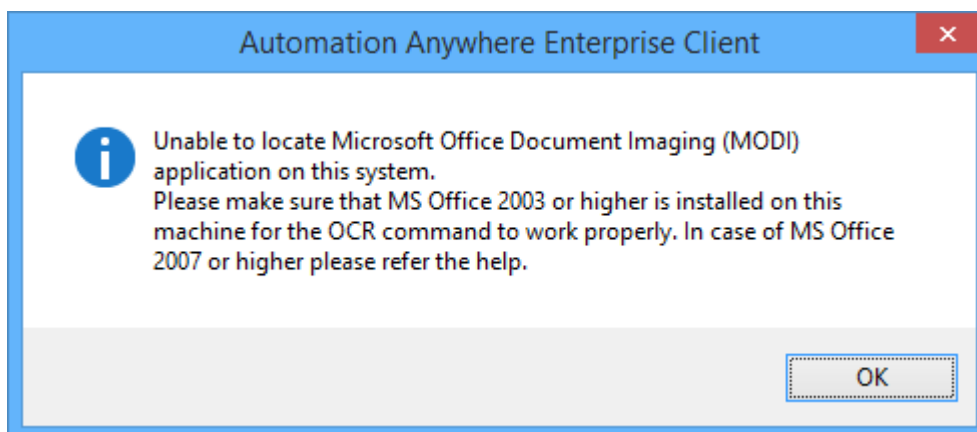 Automation Anywhere Enterprise Client
Unable to locate Microsoft Office Document Imaging (MODI)
application on this system.
Please make sure that MS Office 2003 or higher is installed on this
machine for the OCR command to work properly. In case of MS Office
2007 or higher please refer the help.
OK